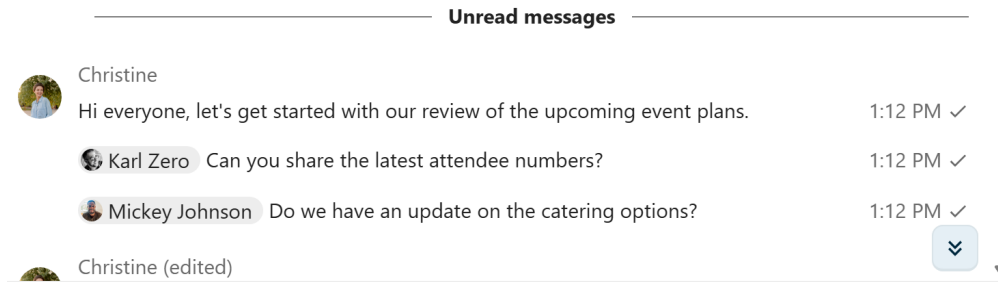 Unread messages
Christine
Hi everyone, let's get started with our review of the upcoming event plans. 1:12 PM
Karl Zero Can you share the latest attendee numbers? 1:12 PM
Mickey Johnson Do we have an update on the catering options? 1:12 PM
Christine (edited)